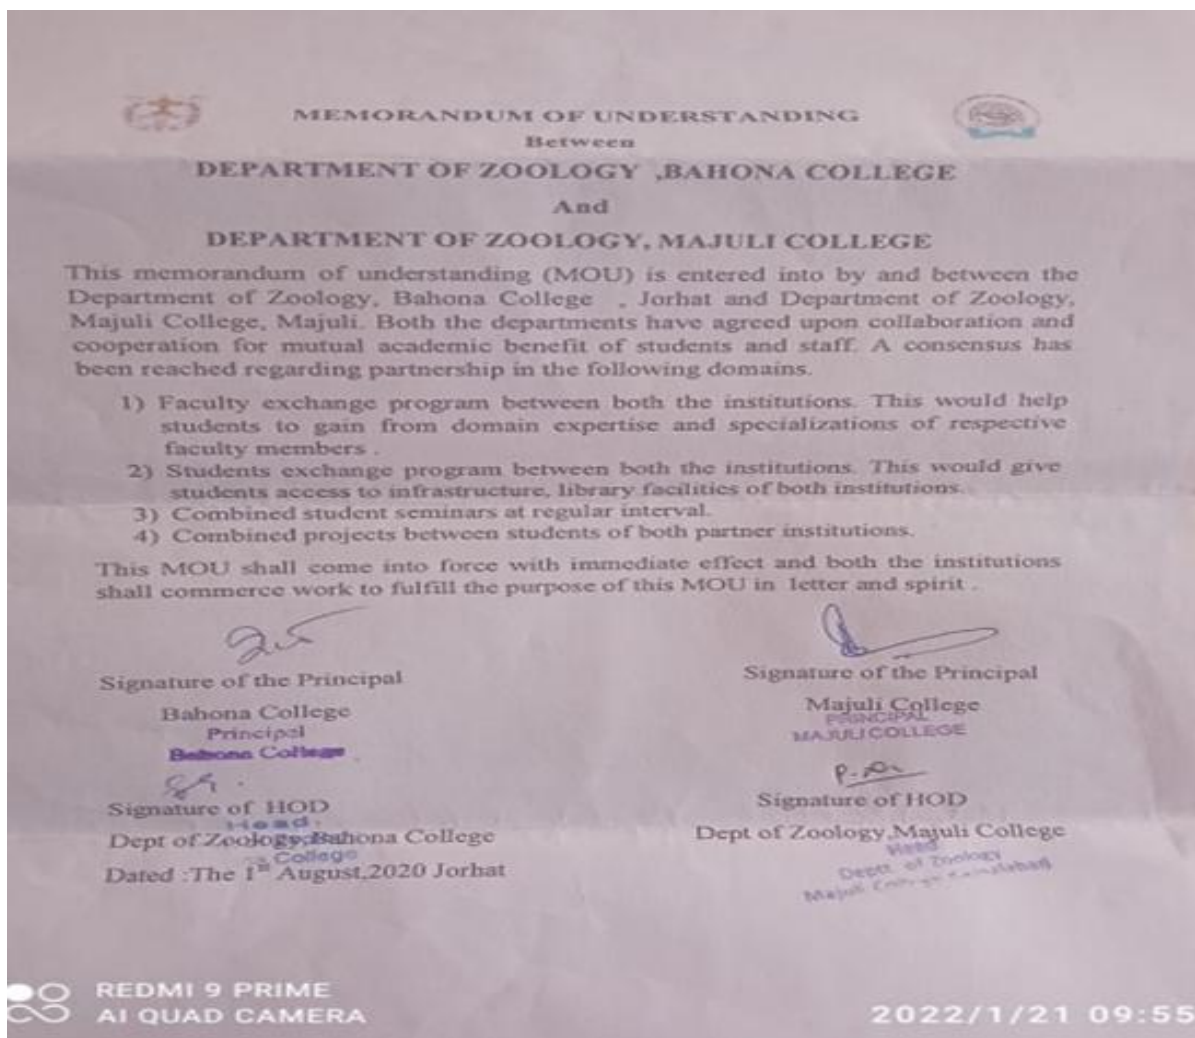 MEMORANDUM OF UNDERSTANDING
Between
DEPARTMENT OF ZOOLOGY ,BAHONA COLLEGE
And
DEPARTMENT OF ZOOLOGY, MAJULI COLLEGE
This memorandum of understanding (MOU) is entered into by and between the
Department of Zoology, Bahona College , Jorhat and Department of Zoology,
Majuli College, Majuli. Both the departments have agreed upon collaboration and
cooperation for mutual academic benefit of students and staff. A consensus has
been reached regarding partnership in the following domains.
1) Faculty exchange program between both the institutions. This would help
students to gain from domain expertise and specializations of respective
faculty members .
2) Students exchange program between both the institutions. This would give
students access to infrastructure, library facilities of both institutions.
3) Combined student seminars at regular interval.
4) Combined projects between students of both partner institutions.
This MOU shall come into force with immediate effect and both the institutions
shall commerce work to fulfill the purpose of this MOU in letter and spirit .
Signature of the Principal
Bahona College
Principal
Bahona College
Signature of HOD
Head
Dept of Zoology,Bahona College
College
Dated :The 1st August,2020 Jorhat
Signature of the Principal
Majuli College
PRINCIPAL
MAJULI COLLEGE
Signature of HOD
Dept of Zoology,Majuli College
Head
Deptt. of Zoology
Majuli College
REDMI 9 PRIME
AI QUAD CAMERA
2022/1/21 09:55